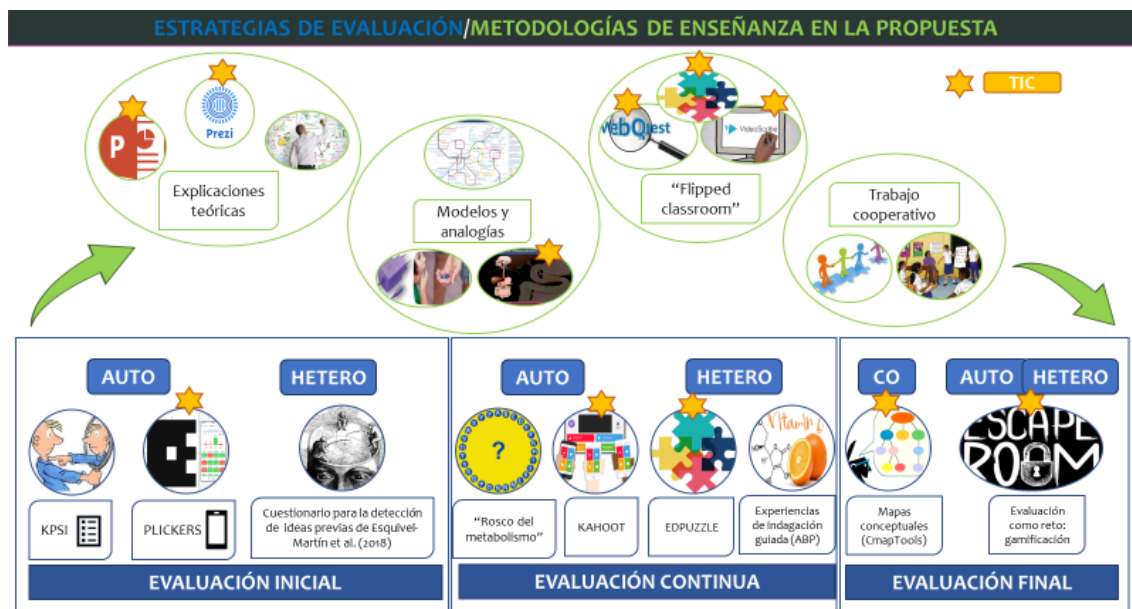 ESTRATEGIAS DE EVALUACIÓN/METODOLOGÍAS DE ENSEÑANZA EN LA PROPUESTA
TIC
P
Prezi
Explicaciones
teóricas
Modelos y
analogías
WebQuest
VideoScribe
“Flipped
classroom”
Trabajo
cooperativo
AUTO
HETERO
KPSI
PLICKERS
Cuestionario para la detección
de ideas previas de Esquivel-
Martín et al. (2018)
EVALUACIÓN INICIAL
AUTO
HETERO
?
Vitamin C
“Rosco del
metabolismo”
KAHOOT
EDPUZZLE
Experiencias
de indagación
guiada (ABP)
EVALUACIÓN CONTINUA
CO
AUTO
HETERO
ESCAPE
ROOM
Mapas
conceptuales
(CmapTools)
Evaluación
como reto:
gamificación
EVALUACIÓN FINAL